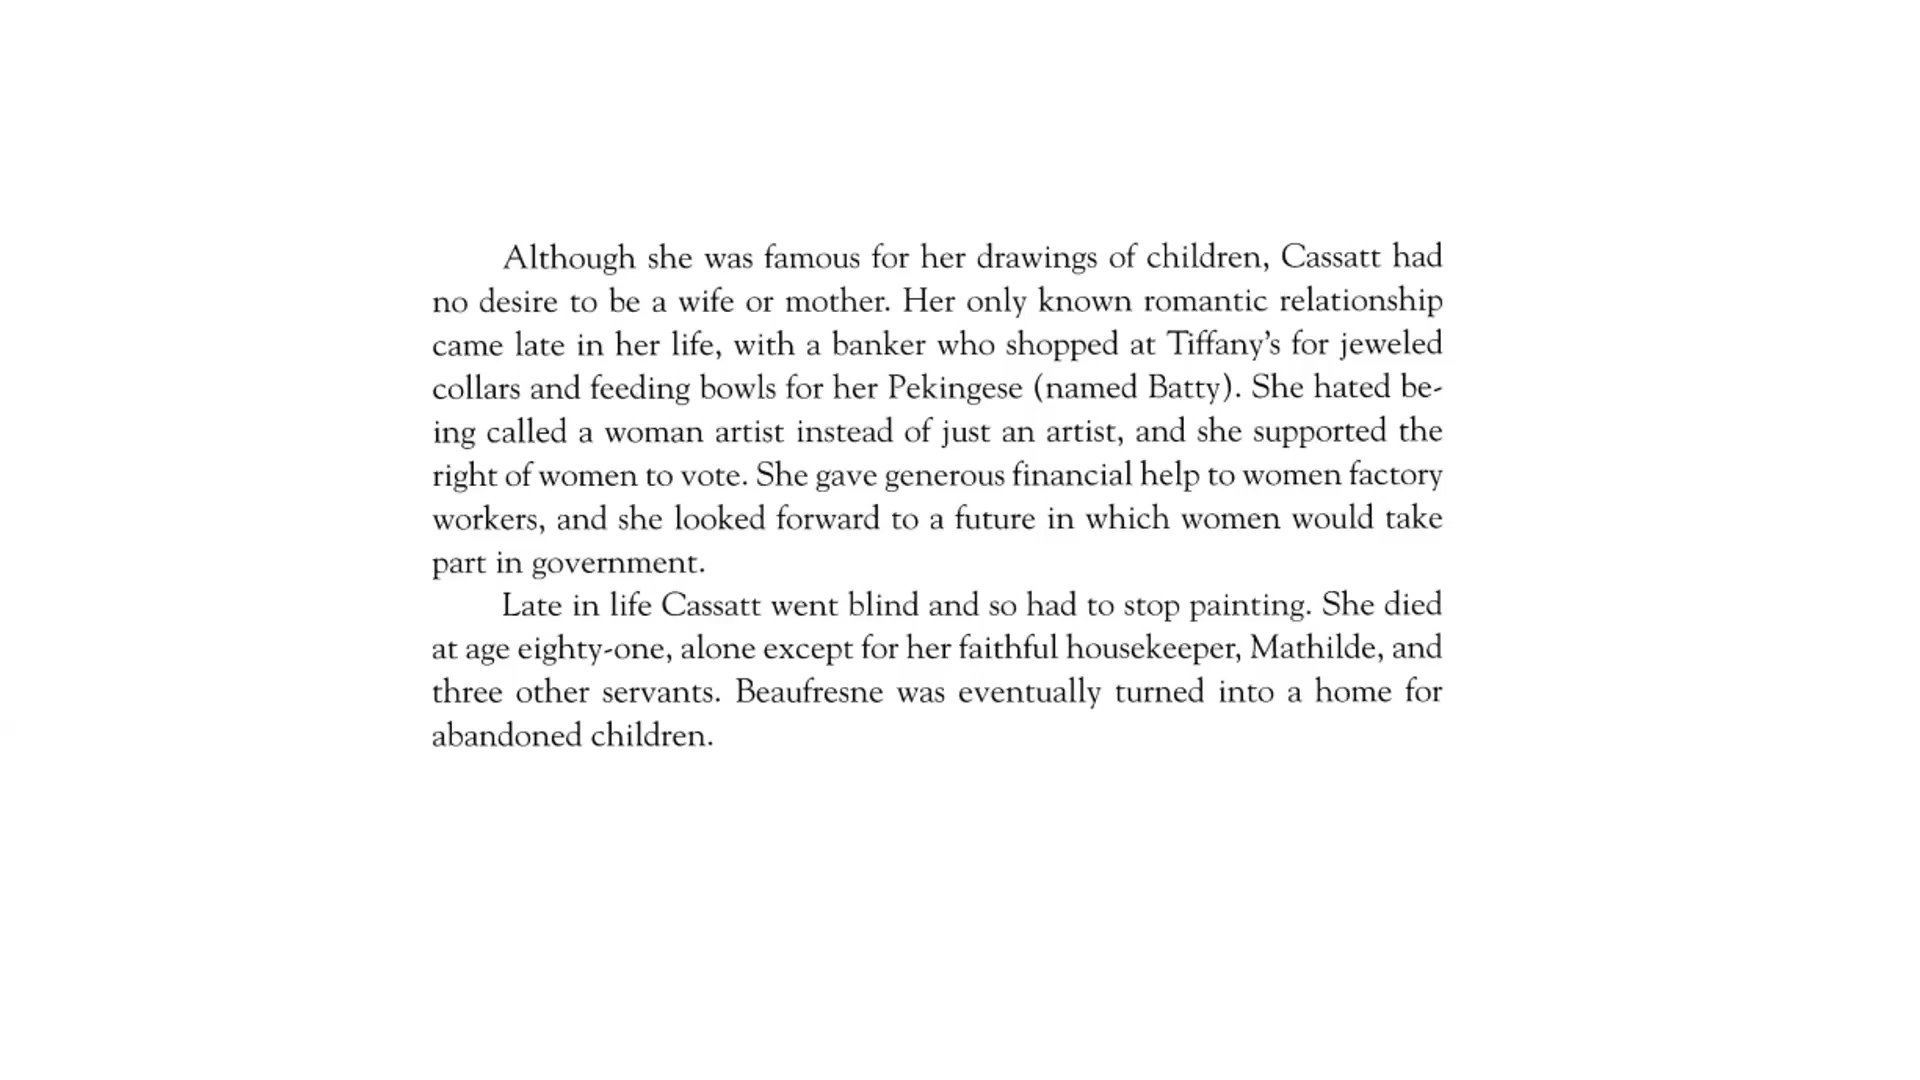 Although she was famous for her drawings of children, Cassatt had
no desire to be a wife or mother. Her only known romantic relationship
came late in her life, with a banker who shopped at Tiffany's for jeweled
collars and feeding bowls for her Pekingese (named Batty). She hated be-
ing called a woman artist instead of just an artist, and she supported the
right of women to vote. She gave generous financial help to women factory
workers, and she looked forward to a future in which women would take
part in government.
Late in life Cassatt went blind and so had to stop painting. She died
at age eighty-one, alone except for her faithful housekeeper, Mathilde, and
three other servants. Beaufresne was eventually turned into a home for
abandoned children.